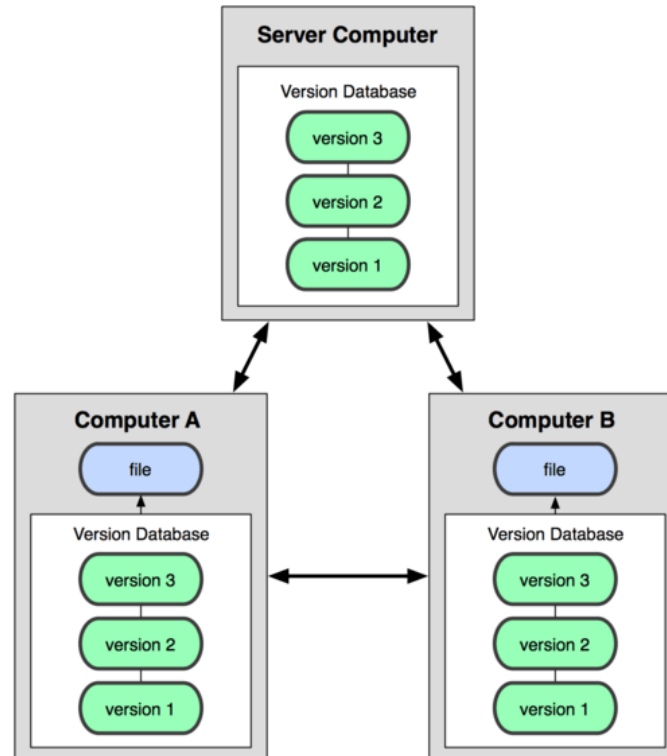 Server Computer
Version Database
version 3
version 2
version 1
Computer A
file
Version Database
version 3
version 2
version 1
Computer B
file
Version Database
version 3
version 2
version 1